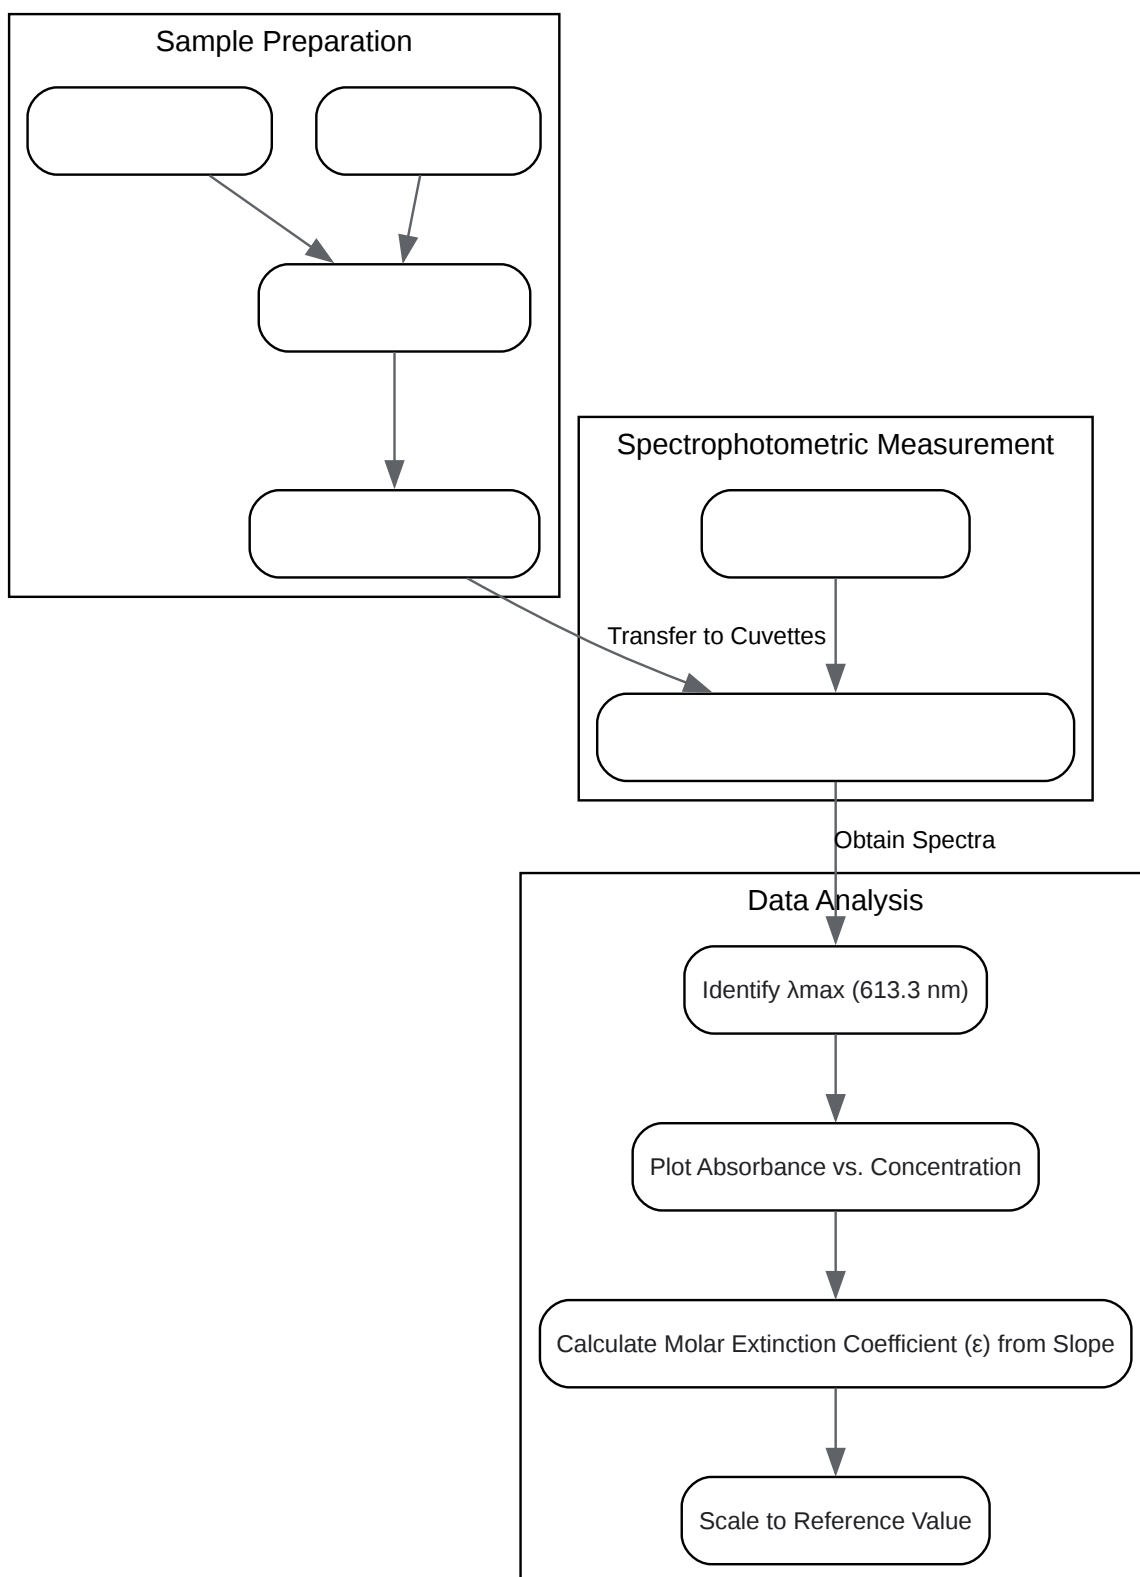 Sample Preparation
Spectrophotometric Measurement
Transfer to Cuvettes
Obtain Spectra
Data Analysis
Identify λmax (613.3 nm)
Plot Absorbance vs. Concentration
Calculate Molar Extinction Coefficient (ε) from Slope
Scale to Reference Value